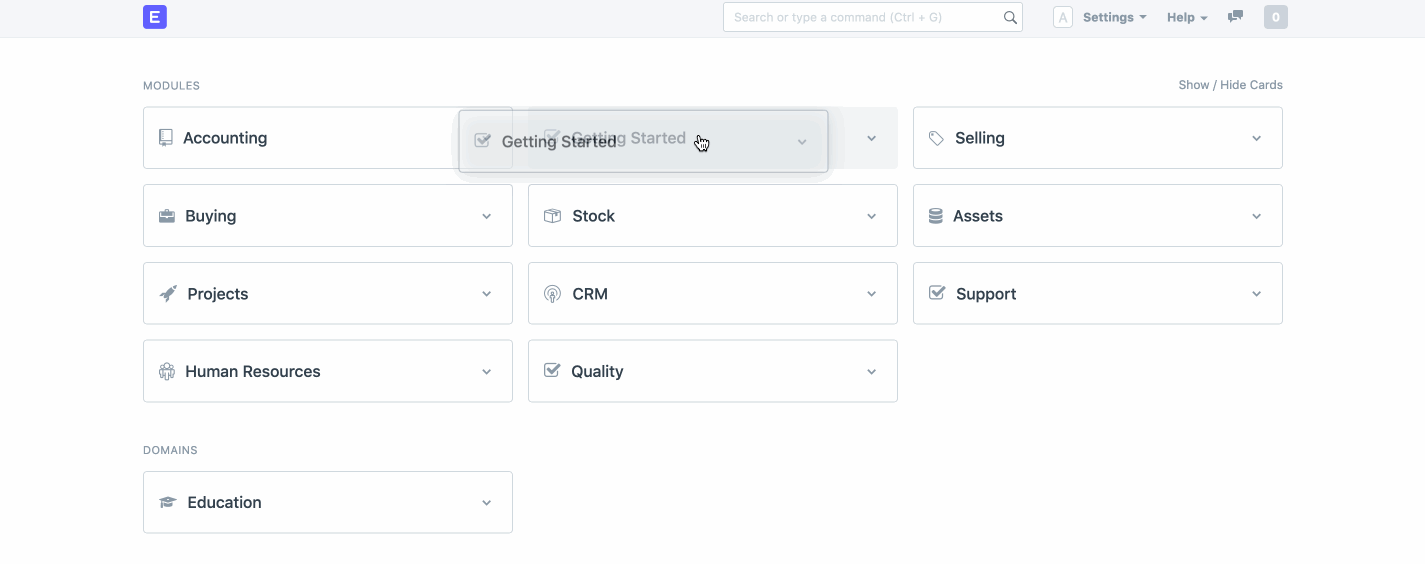 E Search or type a command (Ctrl + G) A Settings Help 0
MODULES Show / Hide Cards
Accounting Getting Started Getting Started Selling
Buying Stock Assets
Projects CRM Support
Human Resources Quality
DOMAINS
Education